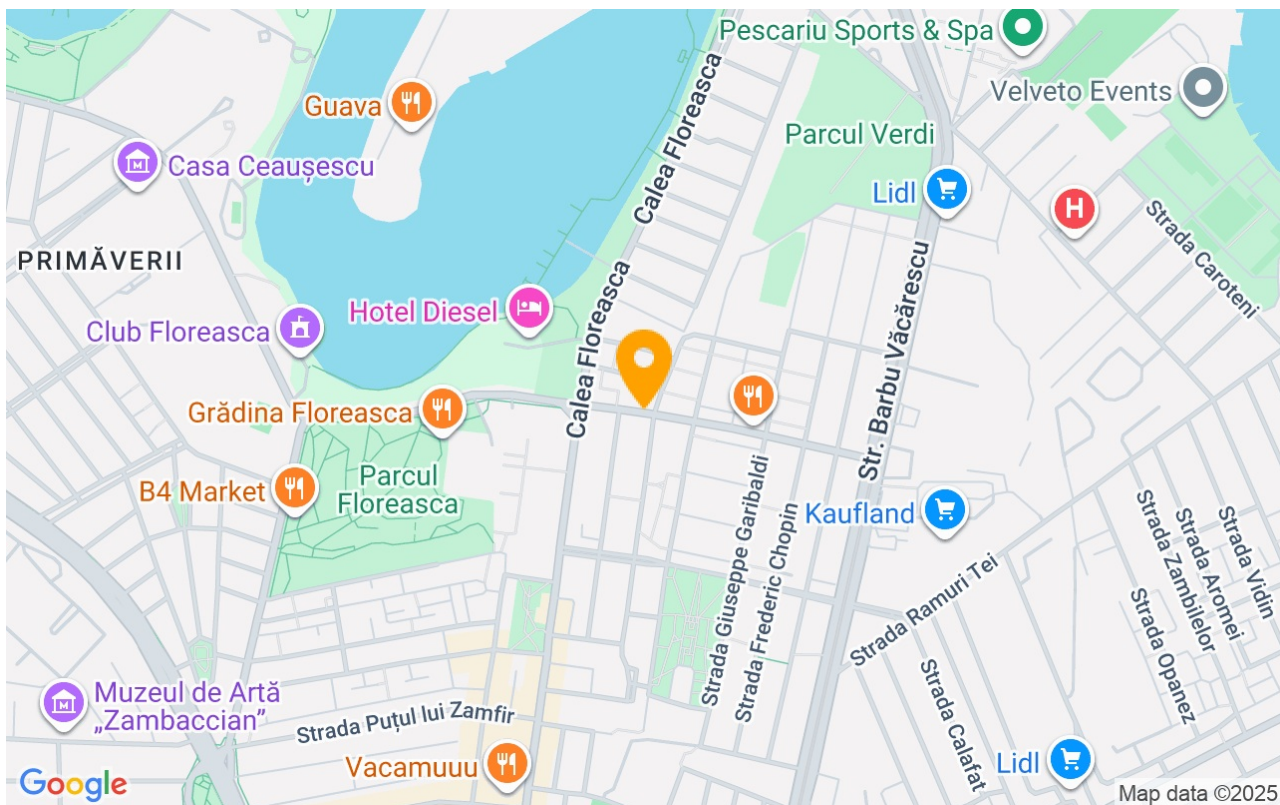 Pescariu Sports & Spa
Velveto Events
Guava
Calea Floreasca
Parcul Verdi
Casa Ceaușescu
Lidl
H
Strada Caroteni
PRIMĂVERII
Hotel Diesel
Calea Floreasca
Club Floreasca
Str. Barbu Văcărescu
Grădina Floreasca
Parcul
Floreasca
B4 Market
Kaufland
Strada Giuseppe Garibaldi
Strada Frederic Chopin
Strada Ramuri Tei
Strada Zambilelor
Strada Aromei
Strada Vidin
Strada Opanez
Strada Calafat
Muzeul de Artă
„Zambaccian”
Strada Puțul lui Zamfir
Vacamuuu
Lidl
Google
Map data ©2025